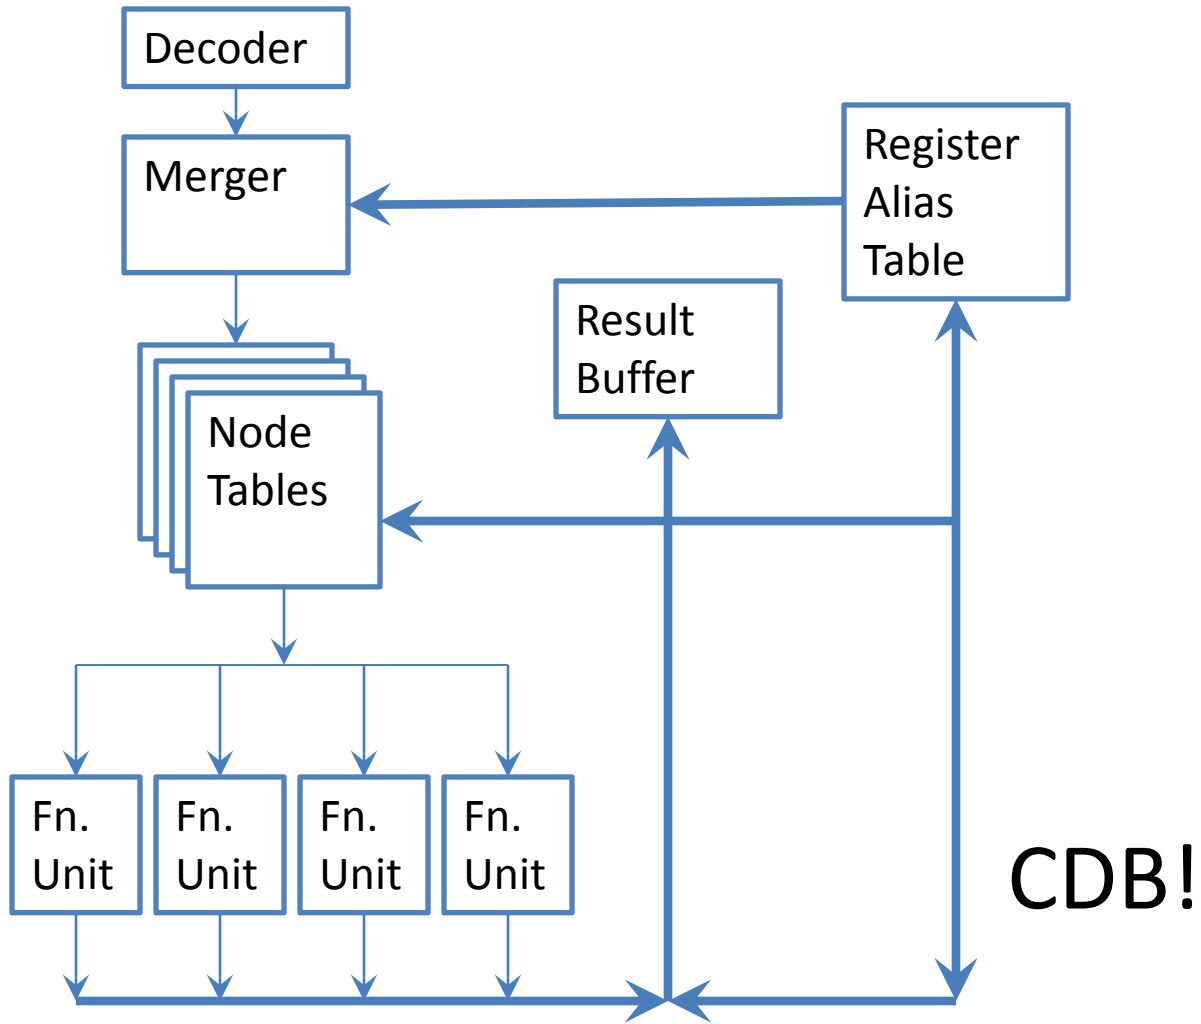 Decoder
Merger
Register
Alias
Table
Result
Buffer
Node
Tables
Fn.
Unit
Fn.
Unit
Fn.
Unit
Fn.
Unit
CDB!